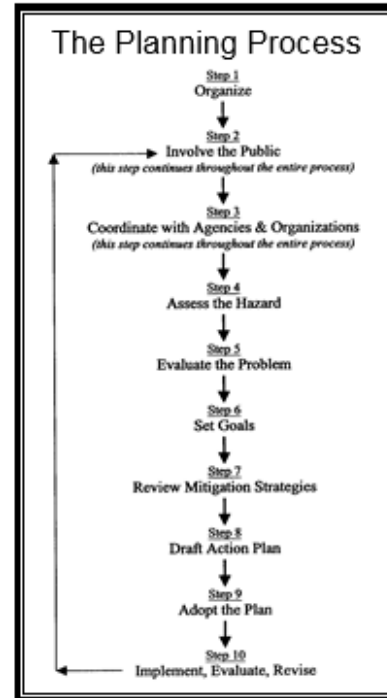 The Planning Process
Step 1
Organize
Step 2
Involve the Public
(this step continues throughout the entire process)
Step 3
Coordinate with Agencies & Organizations
(this step continues throughout the entire process)
Step 4
Assess the Hazard
Step 5
Evaluate the Problem
Step 6
Set Goals
Step 7
Review Mitigation Strategies
Step 8
Draft Action Plan
Step 9
Adopt the Plan
Step 10
Implement, Evaluate, Revise